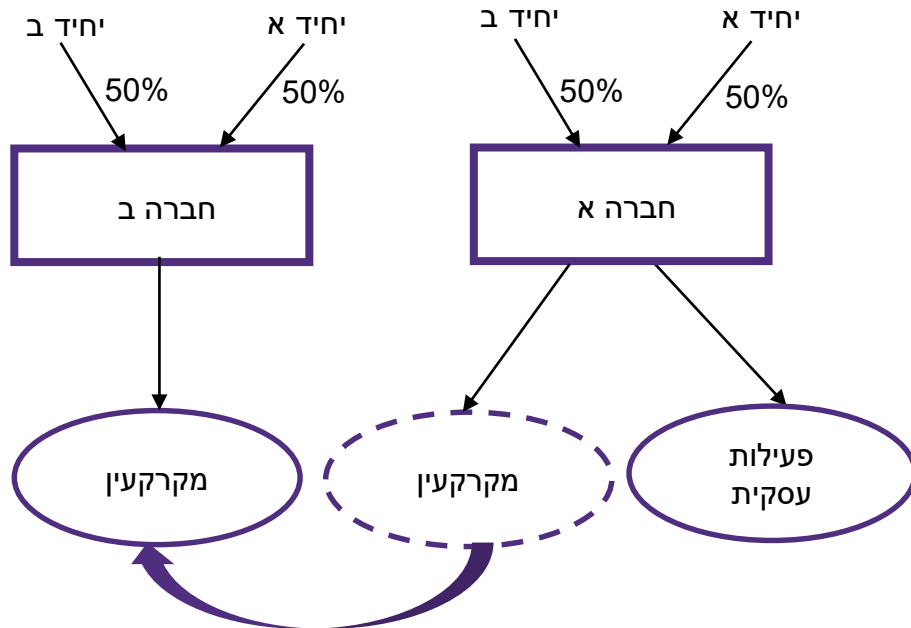 יחיד א
יחיד ב
יחיד א
יחיד ב
50%
50%
50%
50%
חברה א
חברה ב
פעילות
עסקית
מקרקעין
מקרקעין